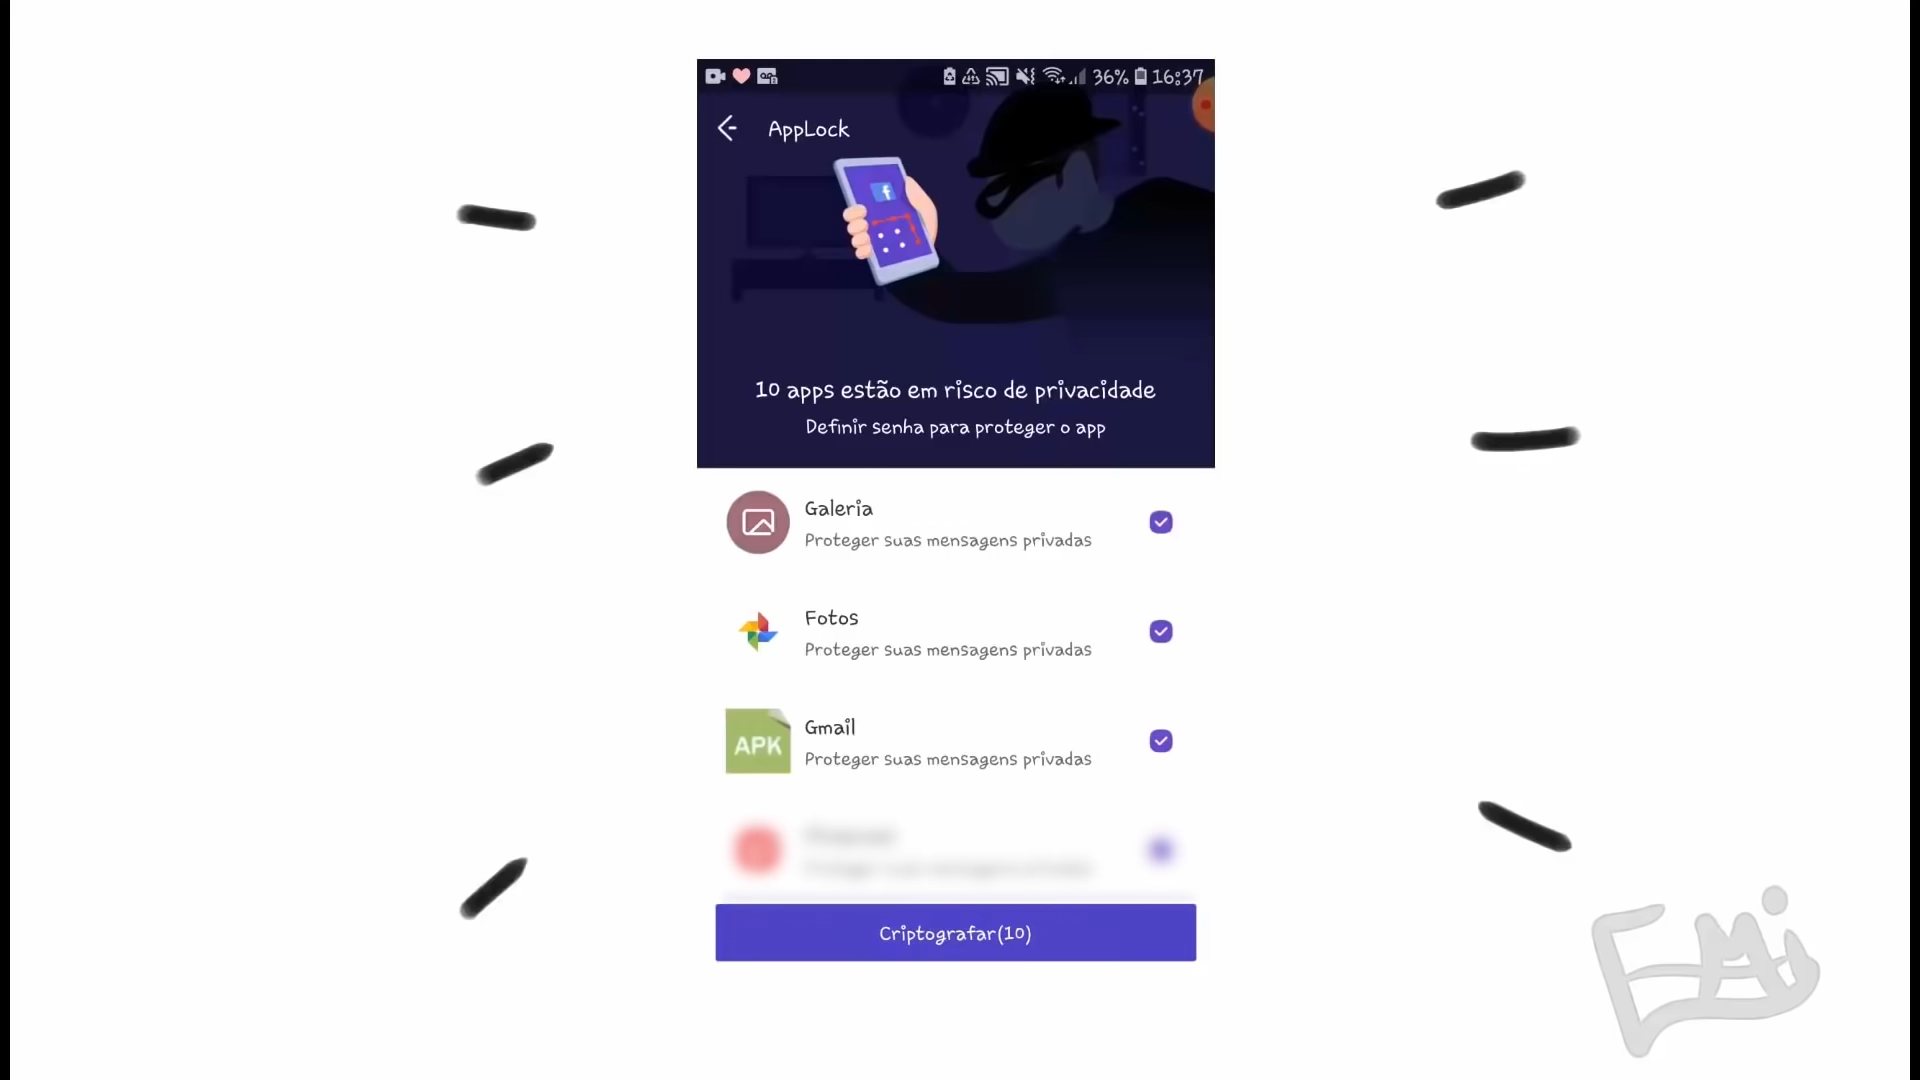 36% 16:37
AppLock
f
10 apps estão em risco de privacidade
Definir senha para proteger o app
Galeria
Proteger suas mensagens privadas
Fotos
Proteger suas mensagens privadas
APK
Gmail
Proteger suas mensagens privadas
Criptografar(10)
EMi